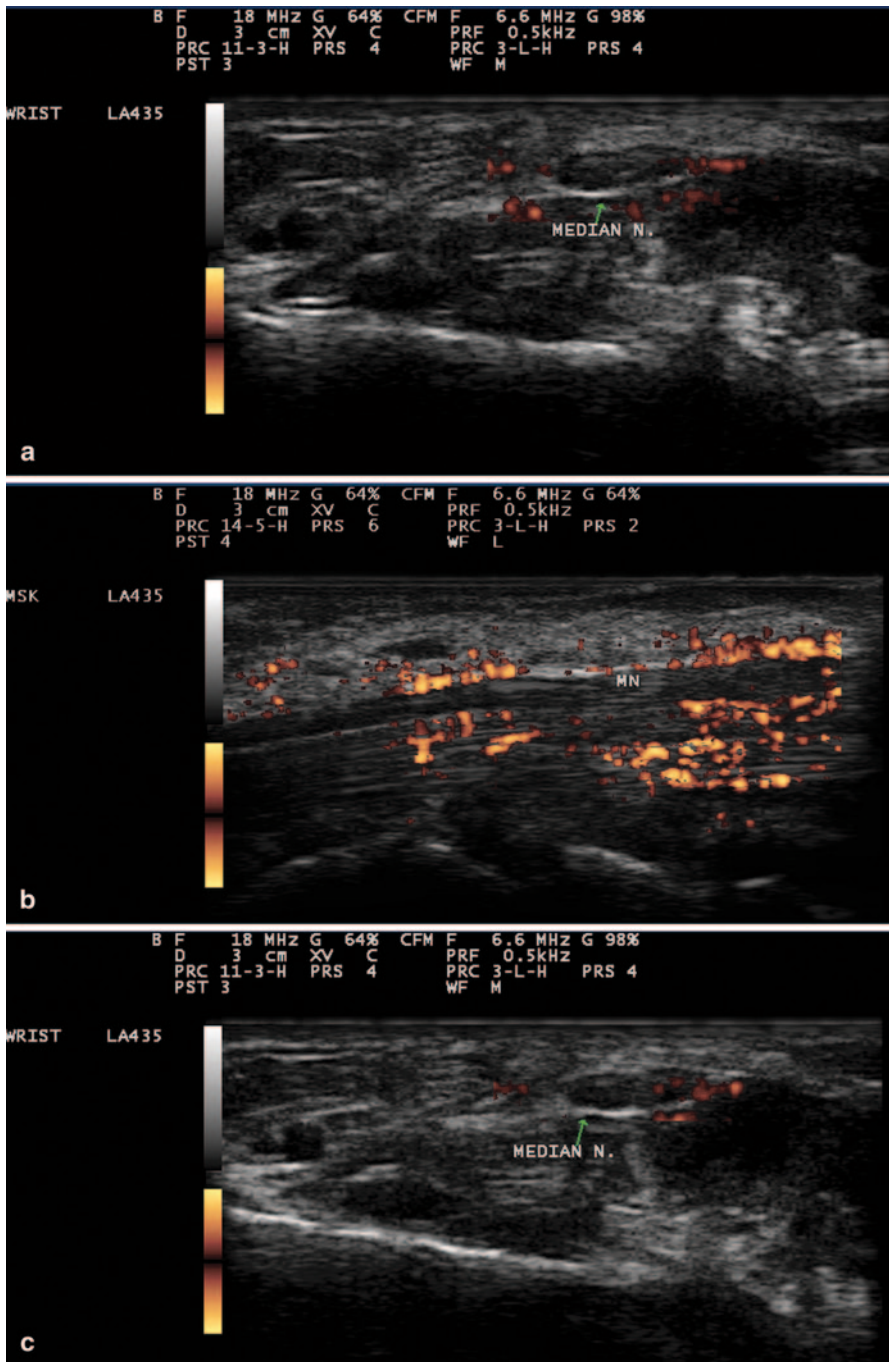 B F 18 MHz G 64% CFM F 6.6 MHz G 98%
D 3 cm XV C PRF 0.5kHz
PRC 11-3-H PRS 4 PRC 3-L-H PRS 4
PST 3 WF M
WRIST LA435
MEDIAN N.
a
B F 18 MHz G 64% CFM F 6.6 MHz G 64%
D 3 cm XV C PRF 0.5kHz
PRC 14-5-H PRS 6 PRC 3-L-H PRS 2
PST 4 WF L
MSK LA435
MN
b
B F 18 MHz G 64% CFM F 6.6 MHz G 98%
D 3 cm XV C PRF 0.5kHz
PRC 11-3-H PRS 4 PRC 3-L-H PRS 4
PST 3 WF M
WRIST LA435
MEDIAN N.
c